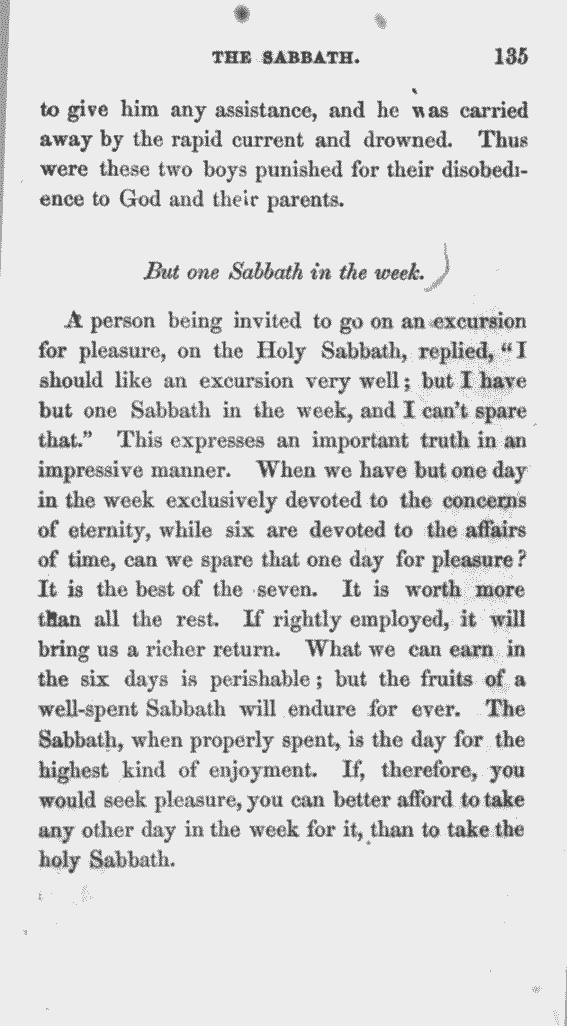 THE SABBATH. 135
to give him any assistance, and he was carried
away by the rapid current and drowned. Thus
were these two boys punished for their disobedi-
ence to God and their parents.
But one Sabbath in the week.
A person being invited to go on an excursion
for pleasure, on the Holy Sabbath, replied, “I
should like an excursion very well; but I have
but one Sabbath in the week, and I can't spare
that.” This expresses an important truth in an
impressive manner. When we have but one day
in the week exclusively devoted to the concerns
of eternity, while six are devoted to the affairs
of time, can we spare that one day for pleasure?
It is the best of the seven. It is worth more
than all the rest. If rightly employed, it will
bring us a richer return. What we can earn in
the six days is perishable; but the fruits of a
well-spent Sabbath will endure for ever. The
Sabbath, when properly spent, is the day for the
highest kind of enjoyment. If, therefore, you
would seek pleasure, you can better afford to take
any other day in the week for it, than to take the
holy Sabbath.